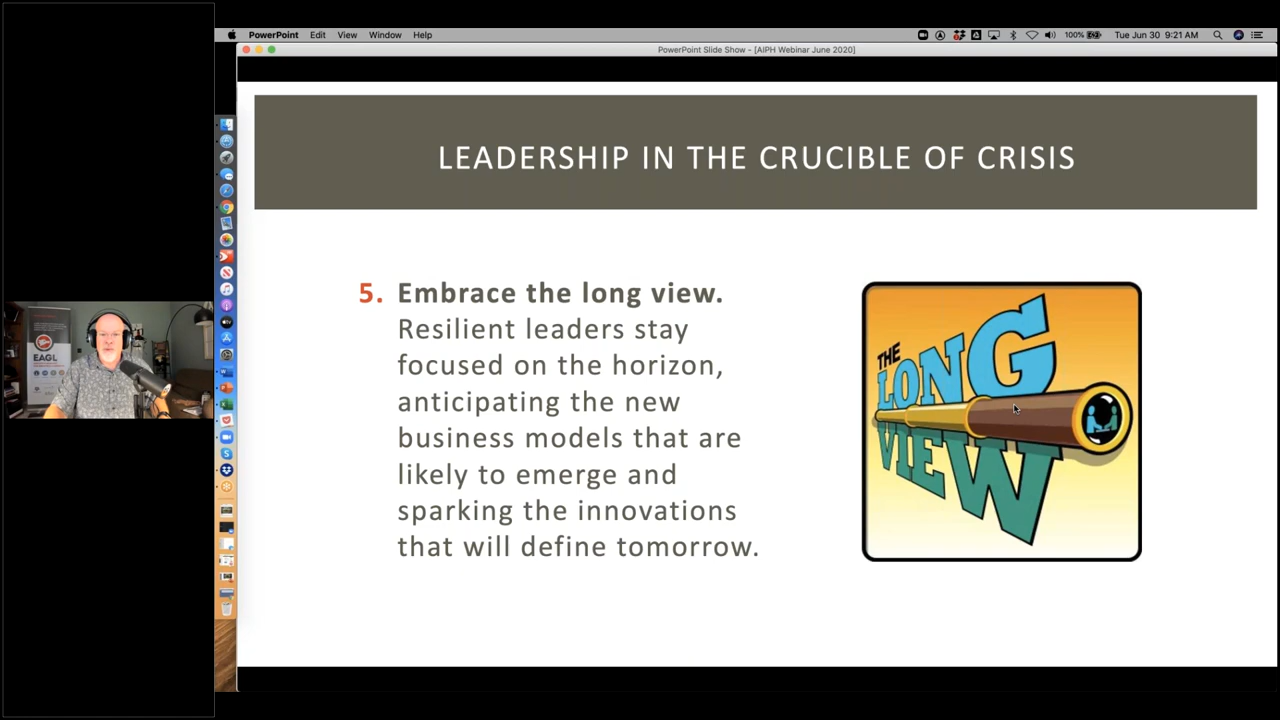 PowerPoint Edit View Window Help
100% Tue Jun 30 9:21 AM
PowerPoint Slide Show - [AIPH Webinar June 2020]
LEADERSHIP IN THE CRUCIBLE OF CRISIS
5. Embrace the long view.
Resilient leaders stay
focused on the horizon,
anticipating the new
business models that are
likely to emerge and
sparking the innovations
that will define tomorrow.
THE
LONG
VIEW
EAGL